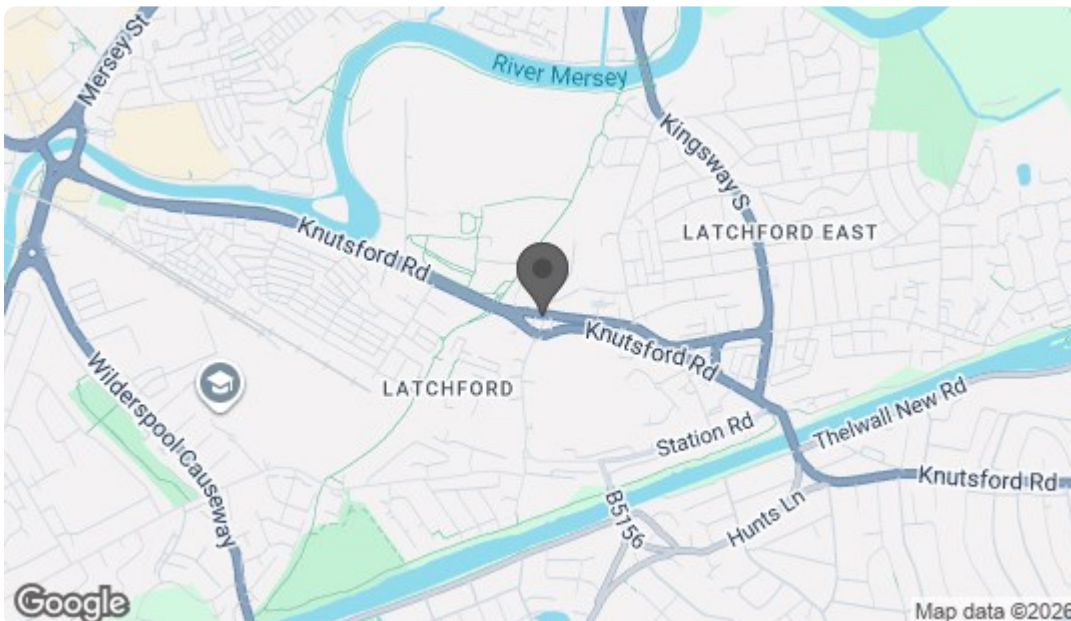 Mersey St
River Mersey
Kingsway S
LATCHFORD EAST
Knutsford Rd
Knutsford Rd
LATCHFORD
Wilderspool Causeway
Station Rd
Thelwall New Rd
Knutsford Rd
B5156
Hunts Ln
Google
Map data ©2026